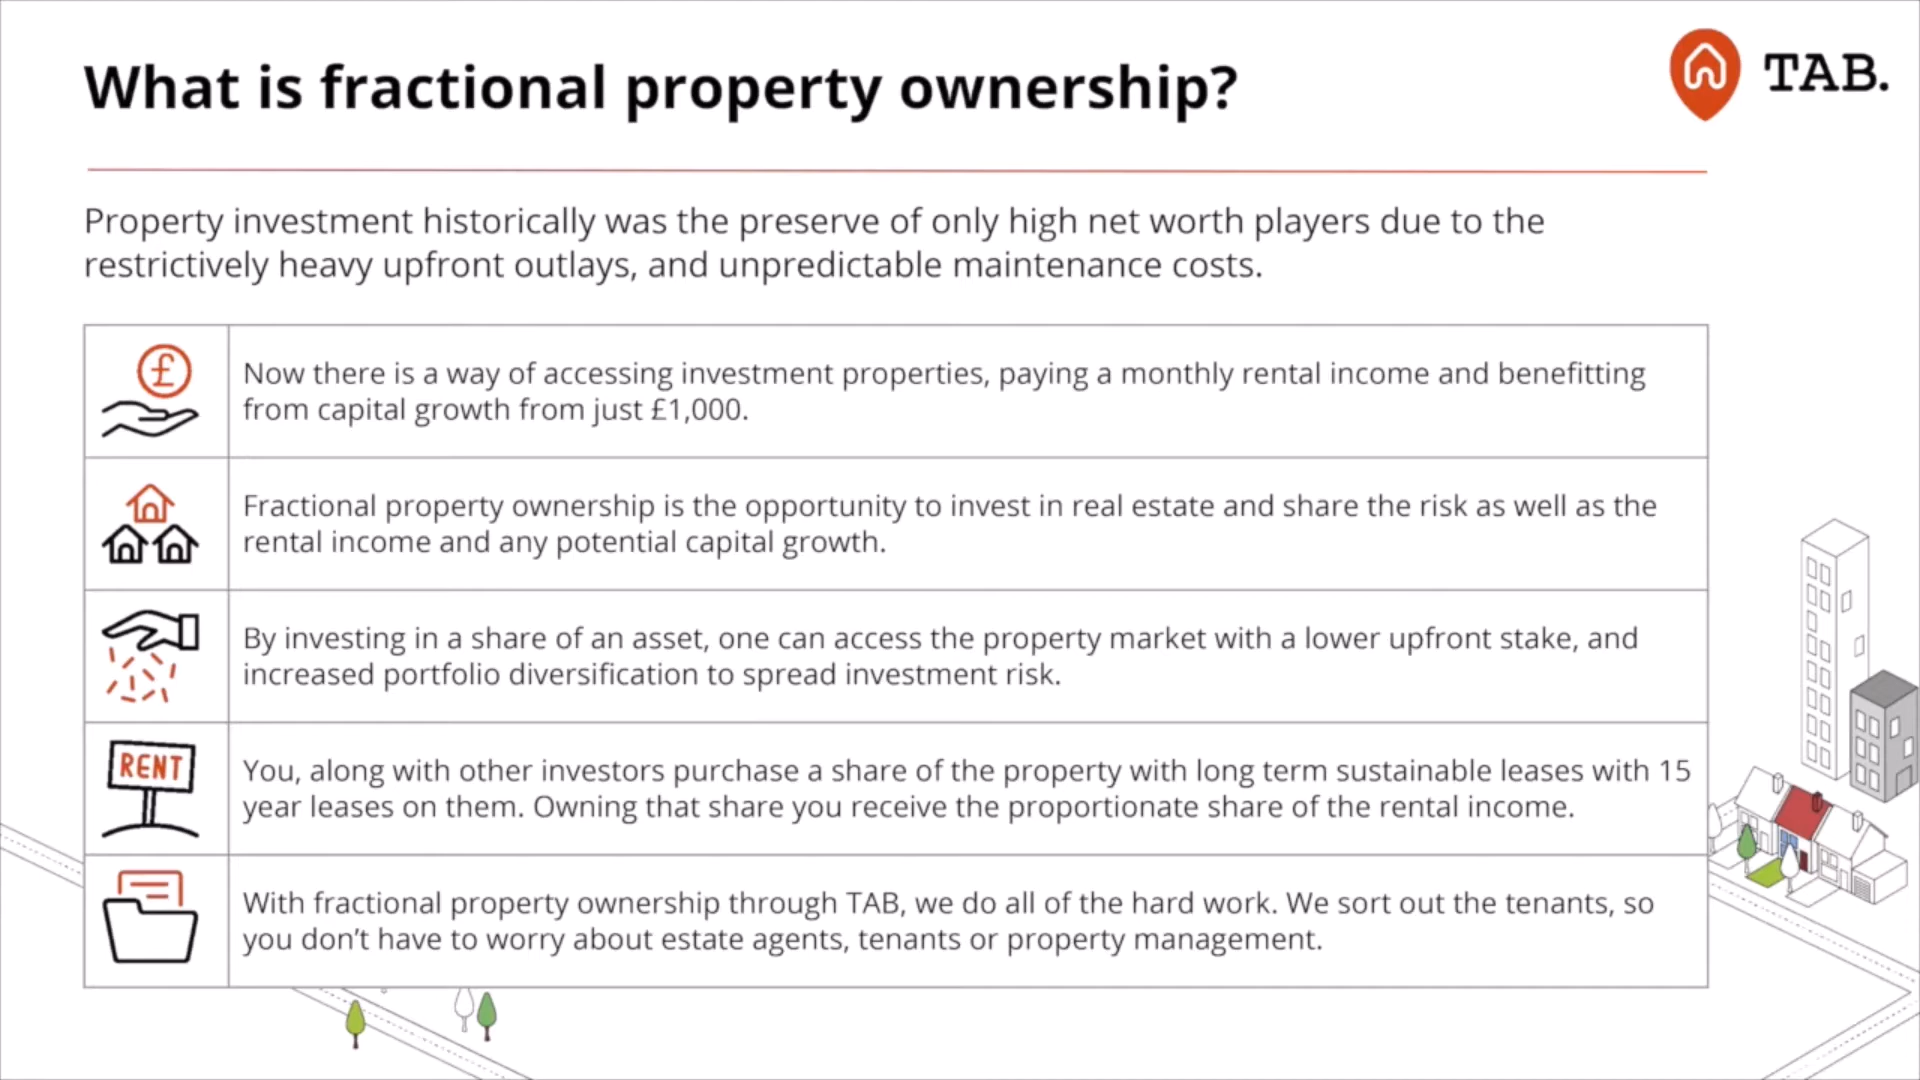 What is fractional property ownership?
TAB.
Property investment historically was the preserve of only high net worth players due to the
restrictively heavy upfront outlays, and unpredictable maintenance costs.
£
Now there is a way of accessing investment properties, paying a monthly rental income and benefitting
from capital growth from just £1,000.
Fractional property ownership is the opportunity to invest in real estate and share the risk as well as the
rental income and any potential capital growth.
By investing in a share of an asset, one can access the property market with a lower upfront stake, and
increased portfolio diversification to spread investment risk.
RENT
You, along with other investors purchase a share of the property with long term sustainable leases with 15
year leases on them. Owning that share you receive the proportionate share of the rental income.
With fractional property ownership through TAB, we do all of the hard work. We sort out the tenants, so
you don’t have to worry about estate agents, tenants or property management.